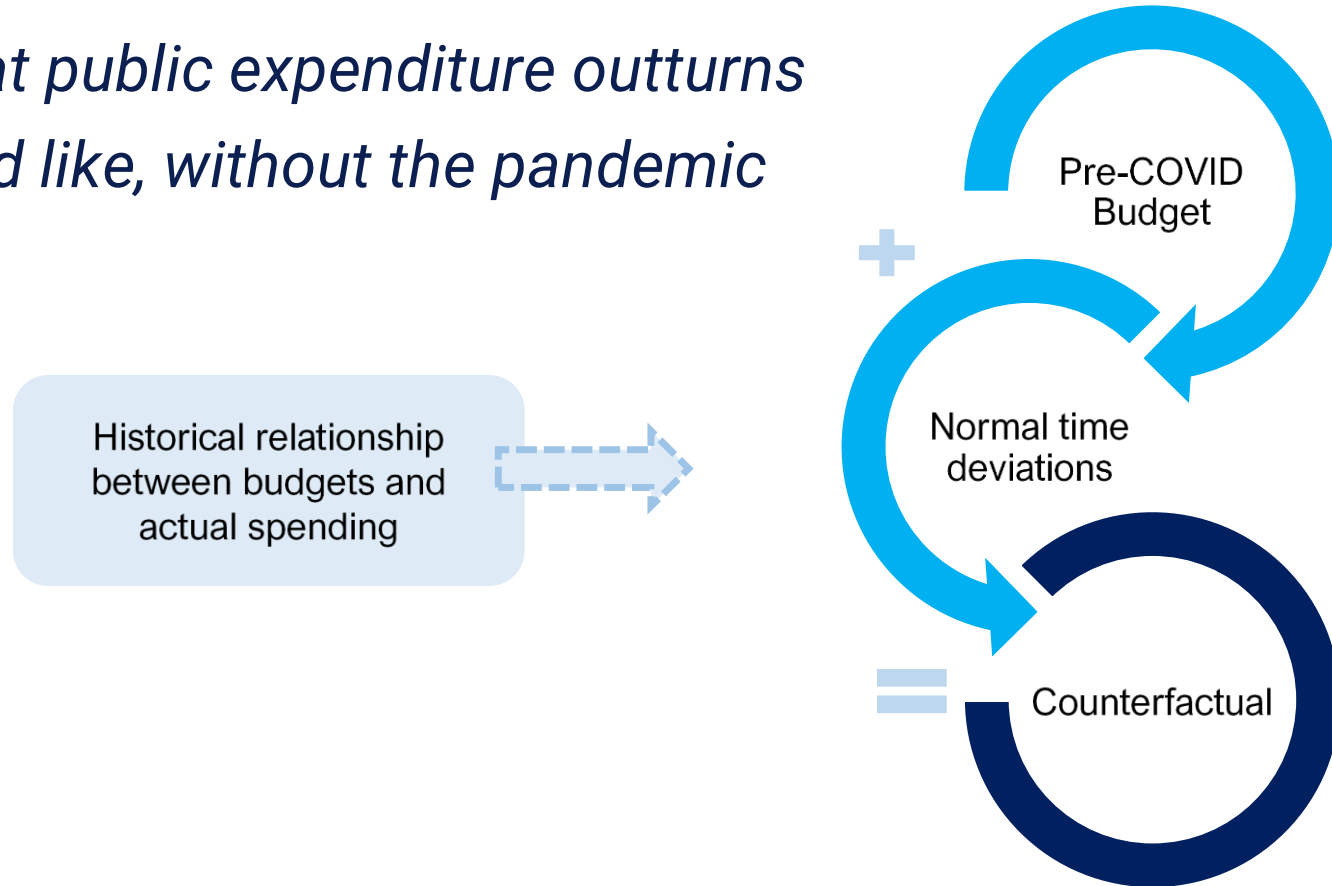 at public expenditure outturns
d like, without the pandemic
Pre-COVID
Budget
+
Normal time
deviations
Historical relationship
between budgets and
actual spending
=
Counterfactual